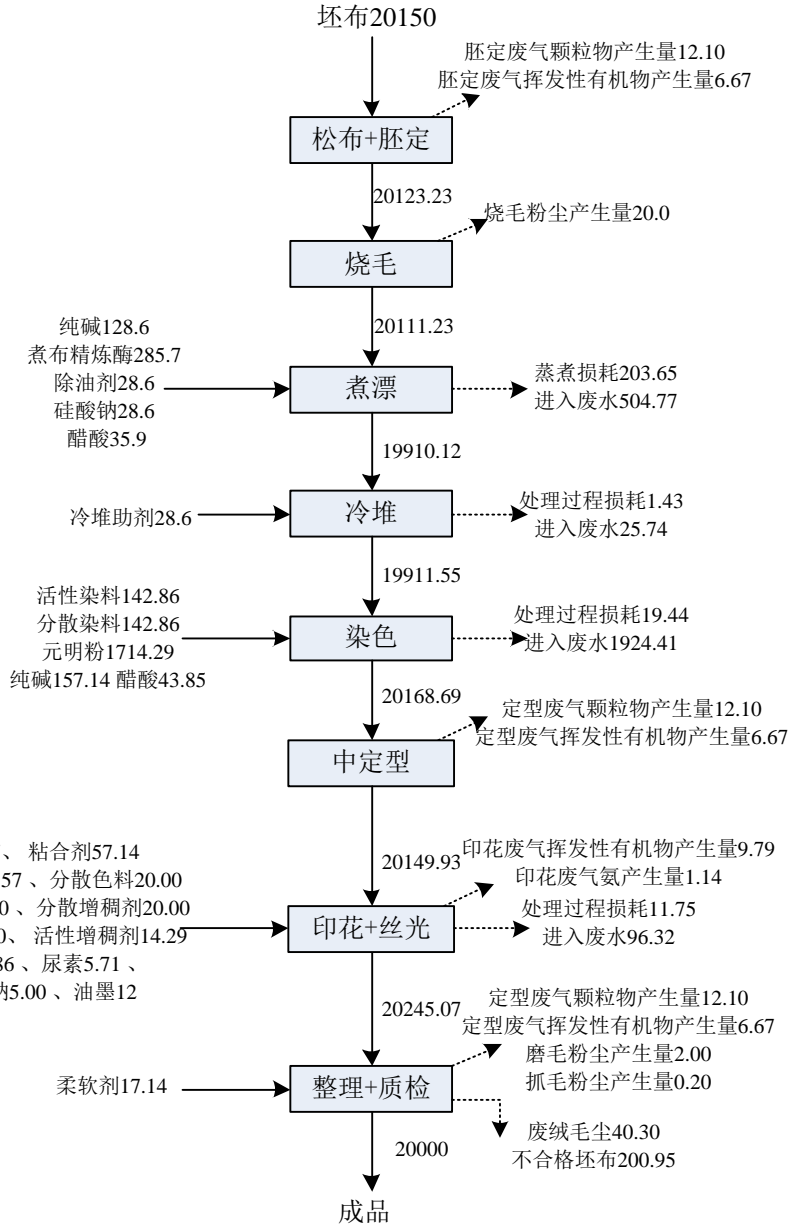 坯布20150
胚定废气颗粒物产生量12.10
胚定废气挥发性有机物产生量6.67
松布+胚定
20123.23
烧毛粉尘产生量20.0
烧毛
20111.23
纯碱128.6
煮布精炼酶285.7
除油剂28.6
硅酸钠28.6
醋酸35.9
煮漂
蒸煮损耗203.65
进入废水504.77
19910.12
冷堆助剂28.6
冷堆
处理过程损耗1.43
进入废水25.74
19911.55
活性染料142.86
分散染料142.86
元明粉1714.29
纯碱157.14 醋酸43.85
染色
处理过程损耗19.44
进入废水1924.41
20168.69
定型废气颗粒物产生量12.10
定型废气挥发性有机物产生量6.67
中定型
20149.93
、 粘合剂57.14
57 、分散色料20.00
0 、分散增稠剂20.00
、 活性增稠剂14.29
86 、尿素5.71 、
5.00 、油墨12
印花废气挥发性有机物产生量9.79
印花废气氨产生量1.14
印花+丝光
处理过程损耗11.75
进入废水96.32
20245.07
定型废气颗粒物产生量12.10
定型废气挥发性有机物产生量6.67
磨毛粉尘产生量2.00
抓毛粉尘产生量0.20
柔软剂17.14
整理+质检
废绒毛尘40.30
不合格坯布200.95
20000
成品